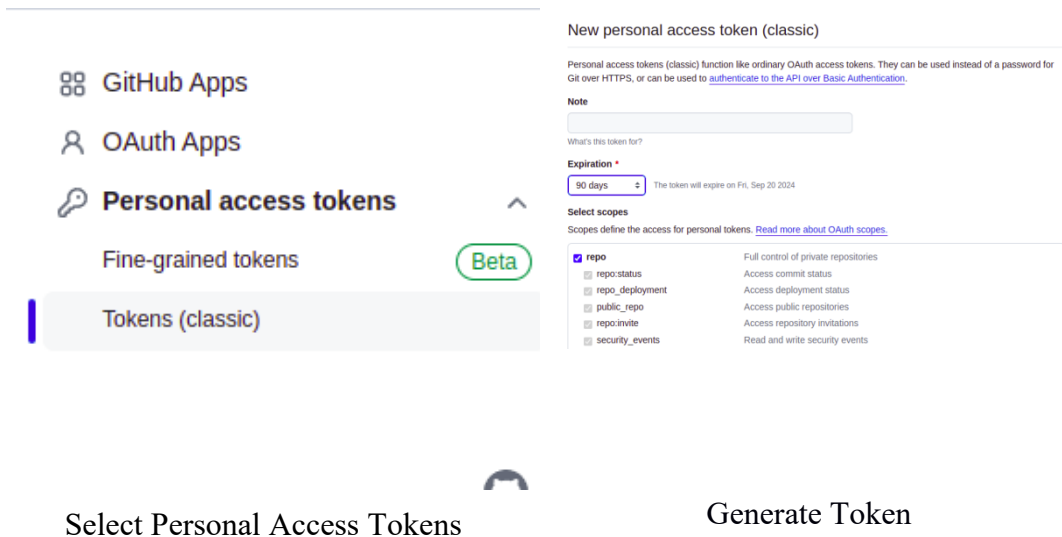 GitHub Apps
OAuth Apps
Personal access tokens
Fine-grained tokens Beta
Tokens (classic)
Select Personal Access Tokens
New personal access token (classic)
Personal access tokens (classic) function like ordinary OAuth access tokens. They can be used instead of a password for
Git over HTTPS, or can be used to authenticate to the API over Basic Authentication.
Note
What's this token for?
Expiration *
90 days The token will expire on Fri, Sep 20 2024
Select scopes
Scopes define the access for personal tokens. Read more about OAuth scopes.
repo Full control of private repositories
repo:status Access commit status
repo_deployment Access deployment status
public_repo Access public repositories
repo:invite Access repository invitations
security_events Read and write security events
Generate Token